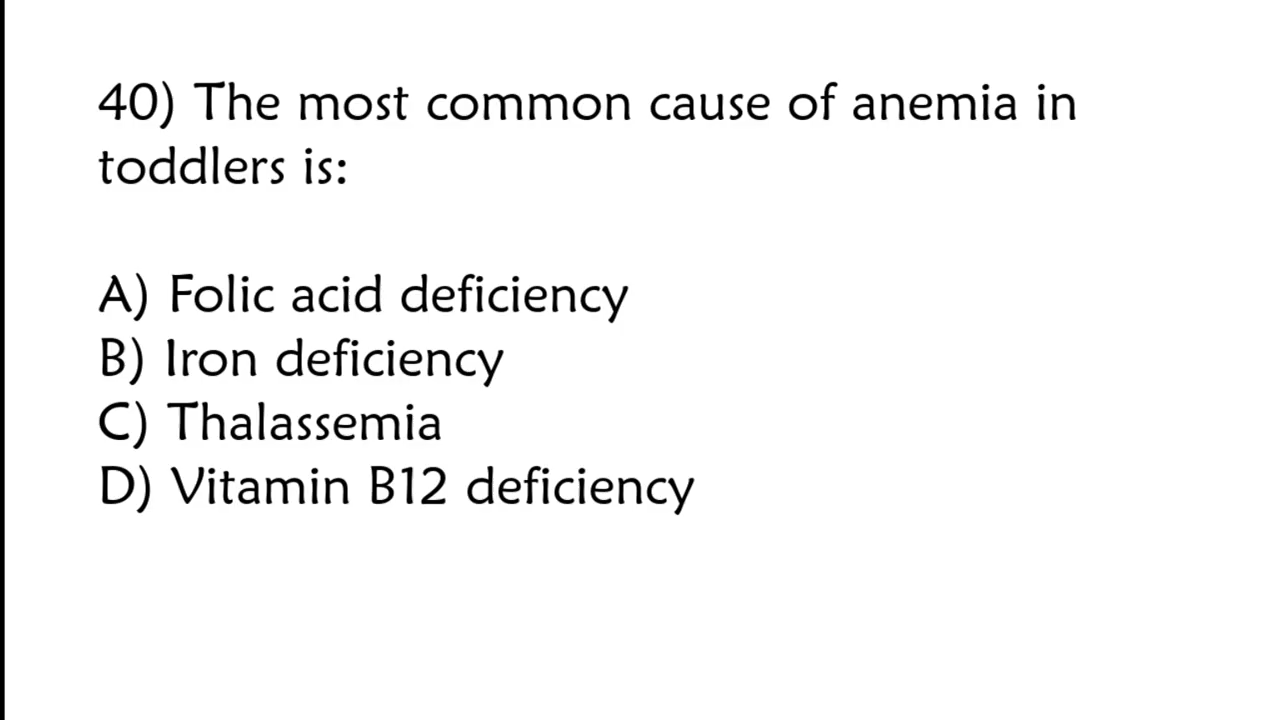 40) The most common cause of anemia in
toddlers is:
A) Folic acid deficiency
B) Iron deficiency
C) Thalassemia
D) Vitamin B12 deficiency